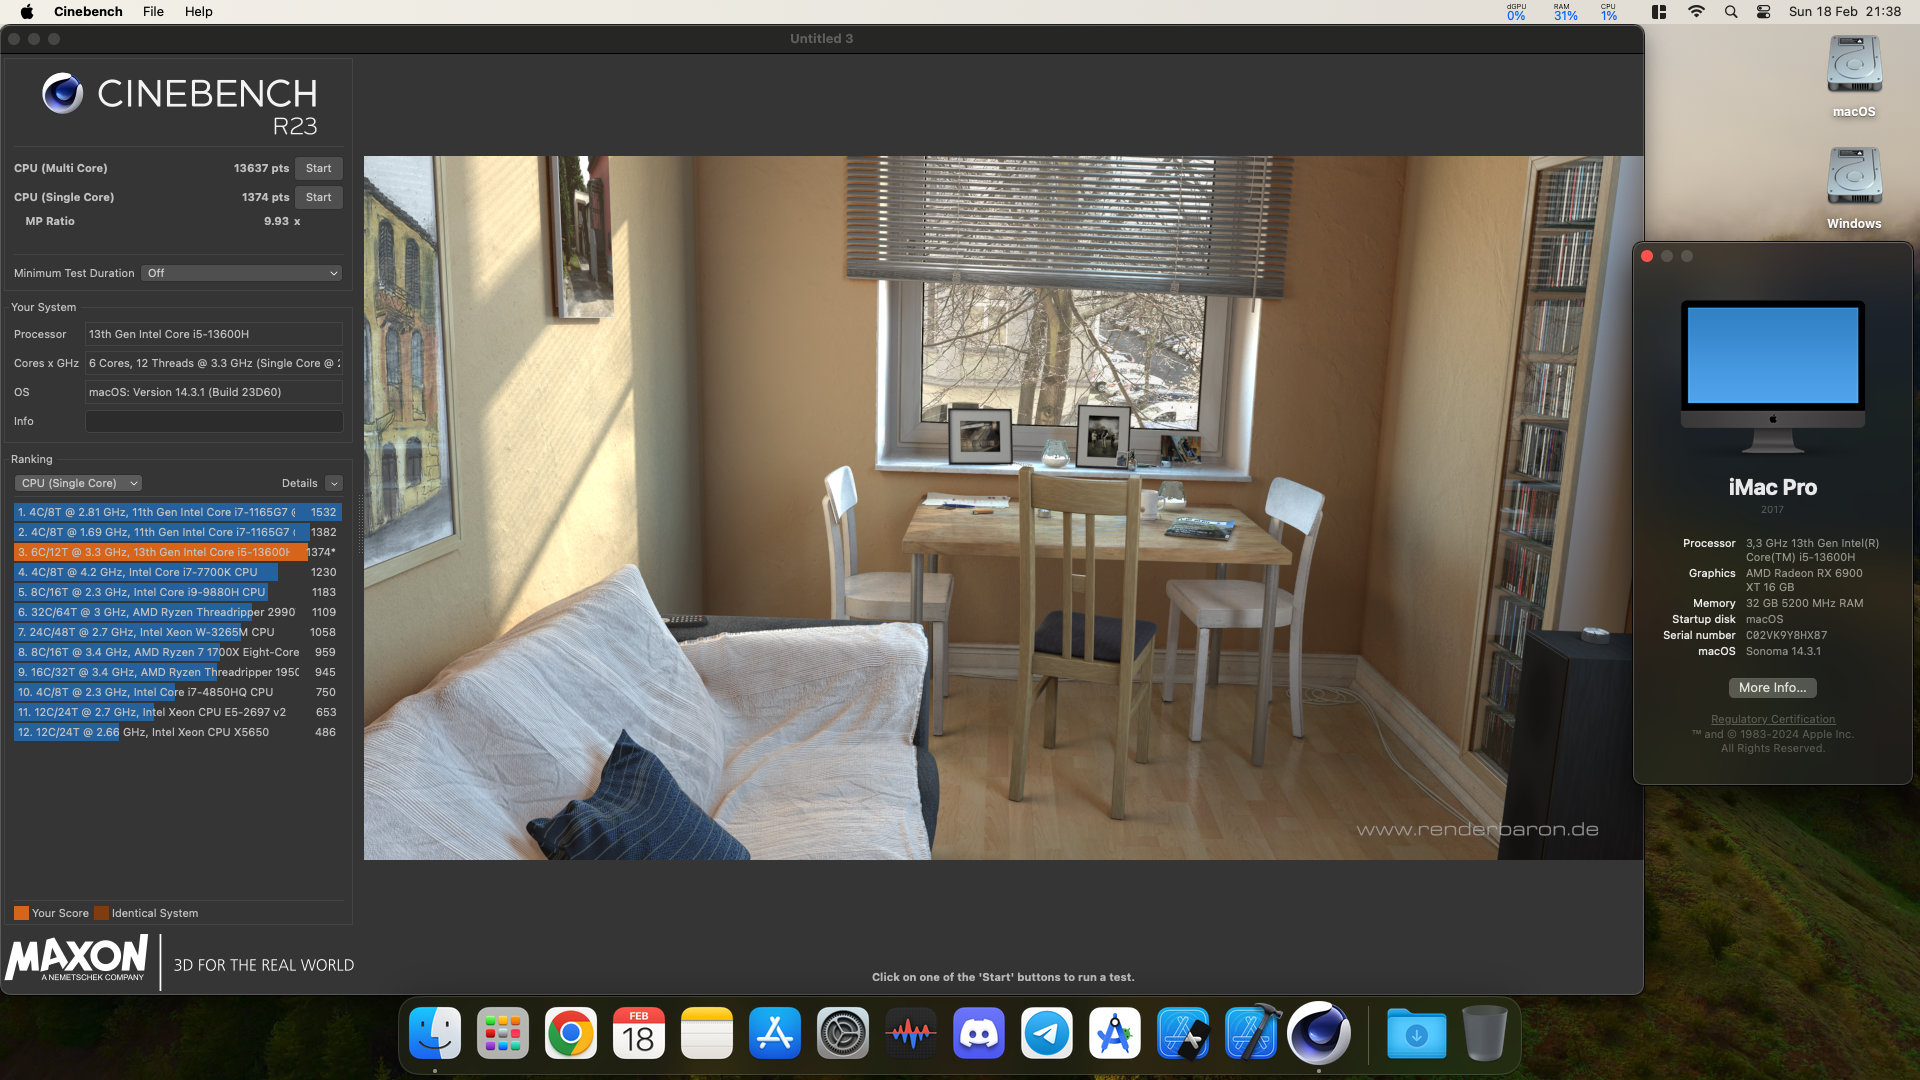 Cinebench File Help
dGPU 0% RAM 31% CPU 1% Sun 18 Feb 21:38
Untitled 3
CINEBENCH
R23
CPU (Multi Core) 13637 pts Start
CPU (Single Core) 1374 pts Start
MP Ratio 9.93 x
Minimum Test Duration Off
Your System
Processor 13th Gen Intel Core i5-13600H
Cores x GHz 6 Cores, 12 Threads @ 3.3 GHz (Single Core @
OS macOS: Version 14.3.1 (Build 23D60)
Info
Ranking
CPU (Single Core) Details
1. 4C/8T @ 2.81 GHz, 11th Gen Intel Core i7-1165G7 1532
2. 4C/8T @ 1.69 GHz, 11th Gen Intel Core i7-1165G7 1382
3. 6C/12T @ 3.3 GHz, 13th Gen Intel Core i5-13600H 1374*
4. 4C/8T @ 4.2 GHz, Intel Core i7-7700K CPU 1230
5. 8C/16T @ 2.3 GHz, Intel Core i9-9880H CPU 1183
6. 32C/64T @ 3 GHz, AMD Ryzen Threadripper 2990 1109
7. 24C/48T @ 2.7 GHz, Intel Xeon W-3265M CPU 1058
8. 8C/16T @ 3.4 GHz, AMD Ryzen 7 1700X Eight-Core 959
9. 16C/32T @ 3.4 GHz, AMD Ryzen Threadripper 1950 945
10. 4C/8T @ 2.3 GHz, Intel Core i7-4850HQ CPU 750
11. 12C/24T @ 2.7 GHz, Intel Xeon CPU E5-2697 v2 653
12. 12C/24T @ 2.66 GHz, Intel Xeon CPU X5650 486
Your Score Identical System
MAXON
A NEMETSCHEK COMPANY
3D FOR THE REAL WORLD
www.renderbaron.de
Click on one of the 'Start' buttons to run a test.
macOS
Windows
iMac Pro
2017
Processor 3,3 GHz 13th Gen Intel(R)
Core(TM) i5-13600H
Graphics AMD Radeon RX 6900
XT 16 GB
Memory 32 GB 5200 MHz RAM
Startup disk macOS
Serial number C02VK9Y8HX87
macOS Sonoma 14.3.1
More Info...
Regulatory Certification
™ and © 1983-2024 Apple Inc.
All Rights Reserved.
FEB
18